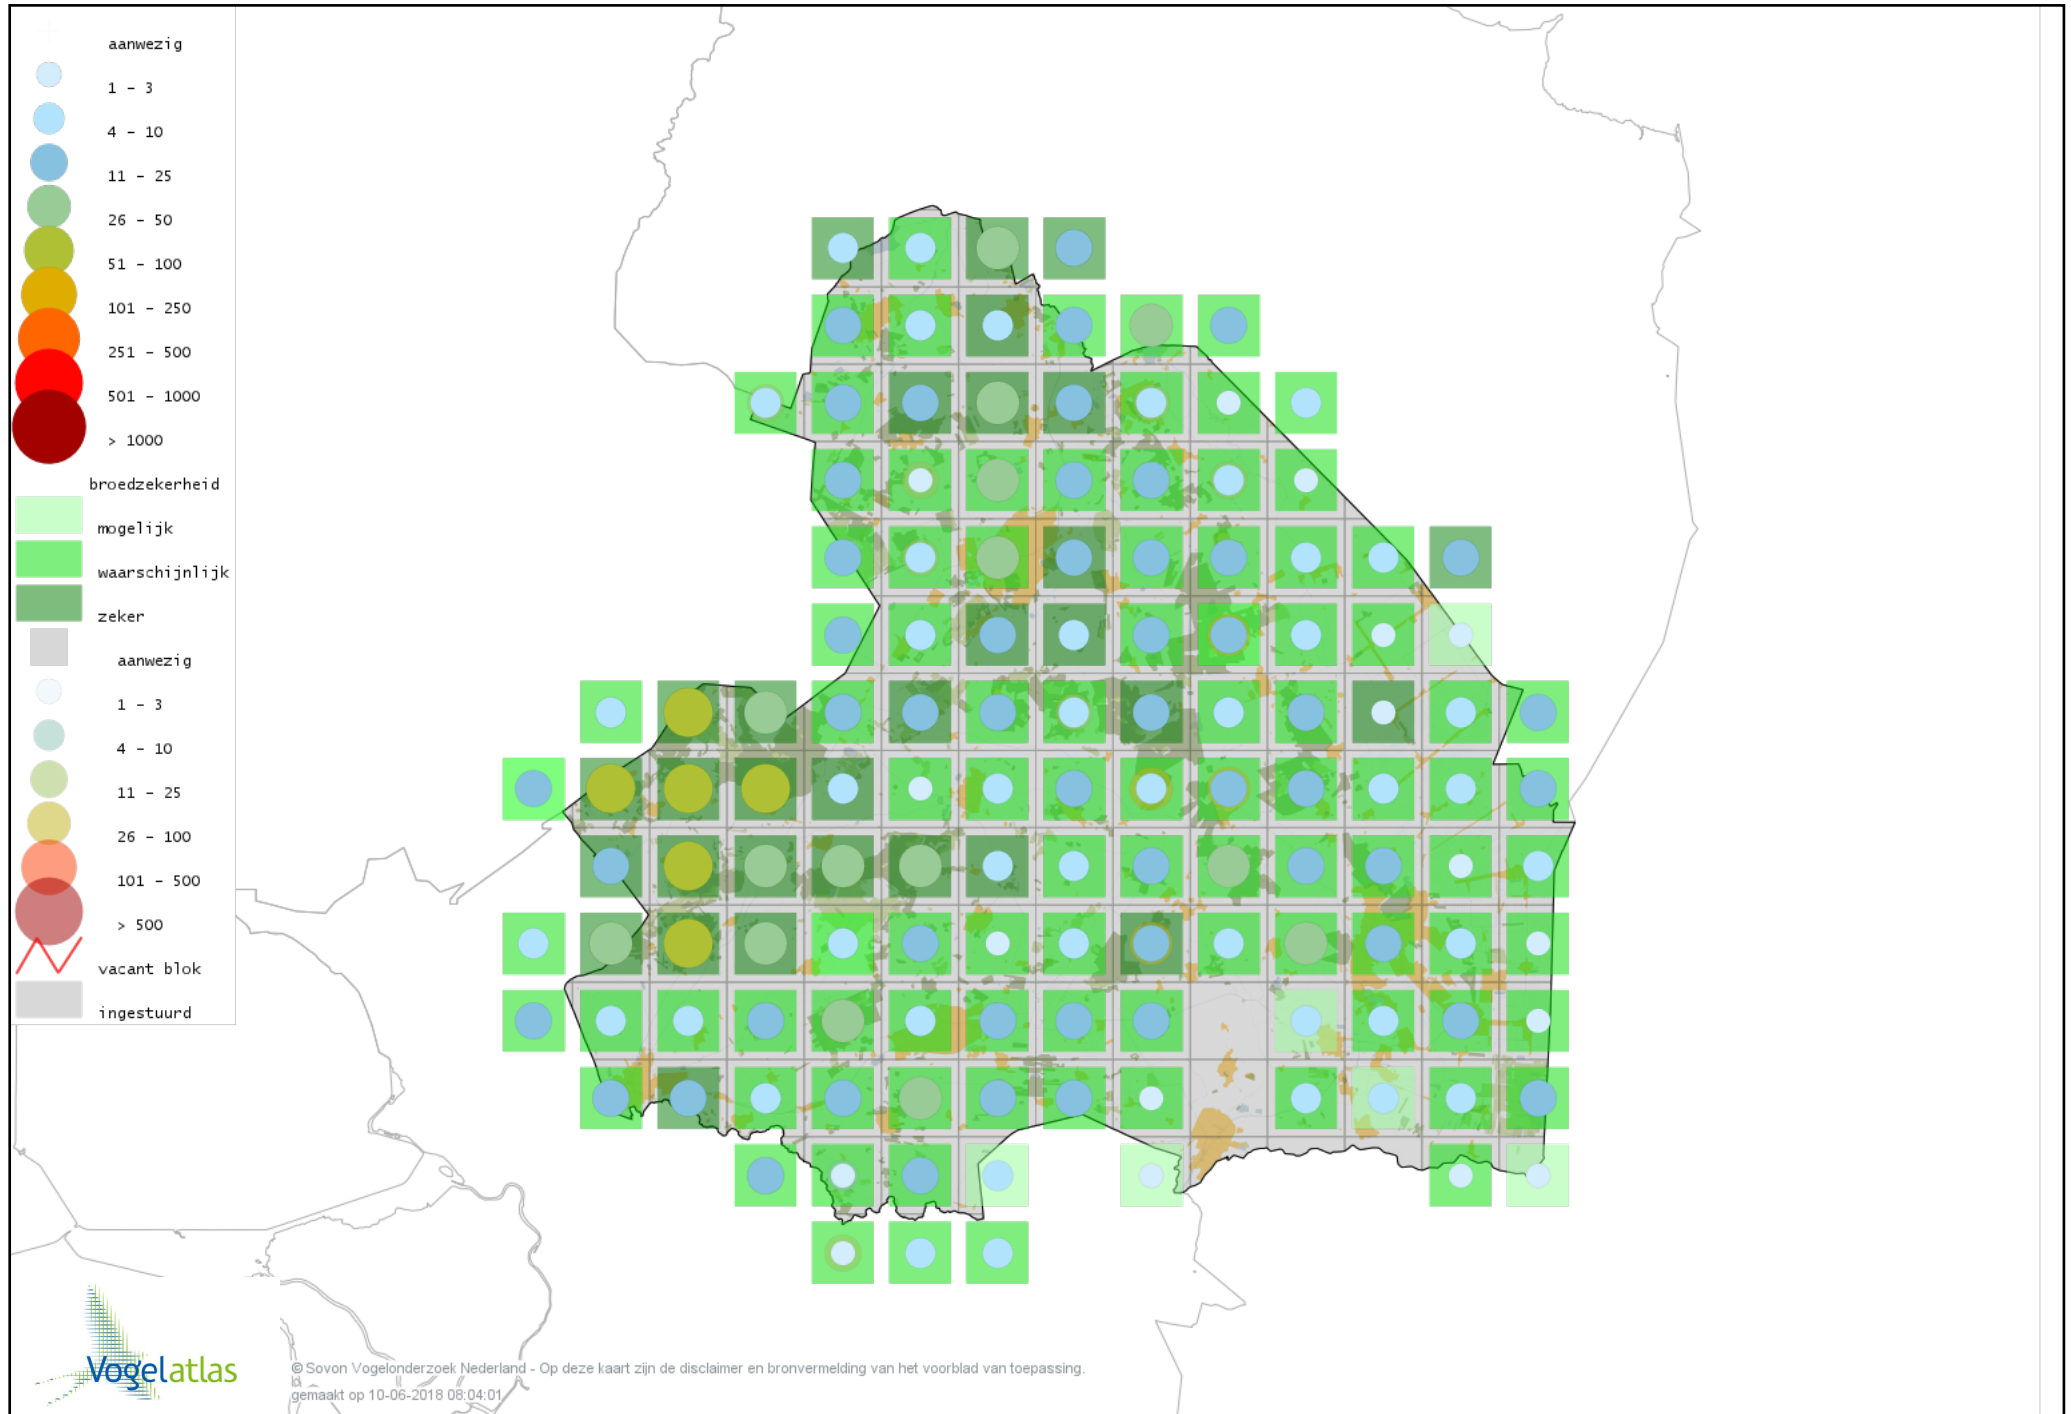 aanwezig
1 - 3
4 - 10
11 - 25
26 - 50
51 - 100
101 - 250
251 - 500
501 - 1000
> 1000
broedzekerheid
mogelijk
waarschijnlijk
zeker
aanwezig
1 - 3
4 - 10
11 - 25
26 - 100
101 - 500
> 500
vacant blok
ingestuurd
Vogelatlas
© Sovon Vogelonderzoek Nederland - Op deze kaart zijn de disclaimer en bronvermelding van het voorblad van toepassing.
gemaakt op 10-06-2018 08:04:01